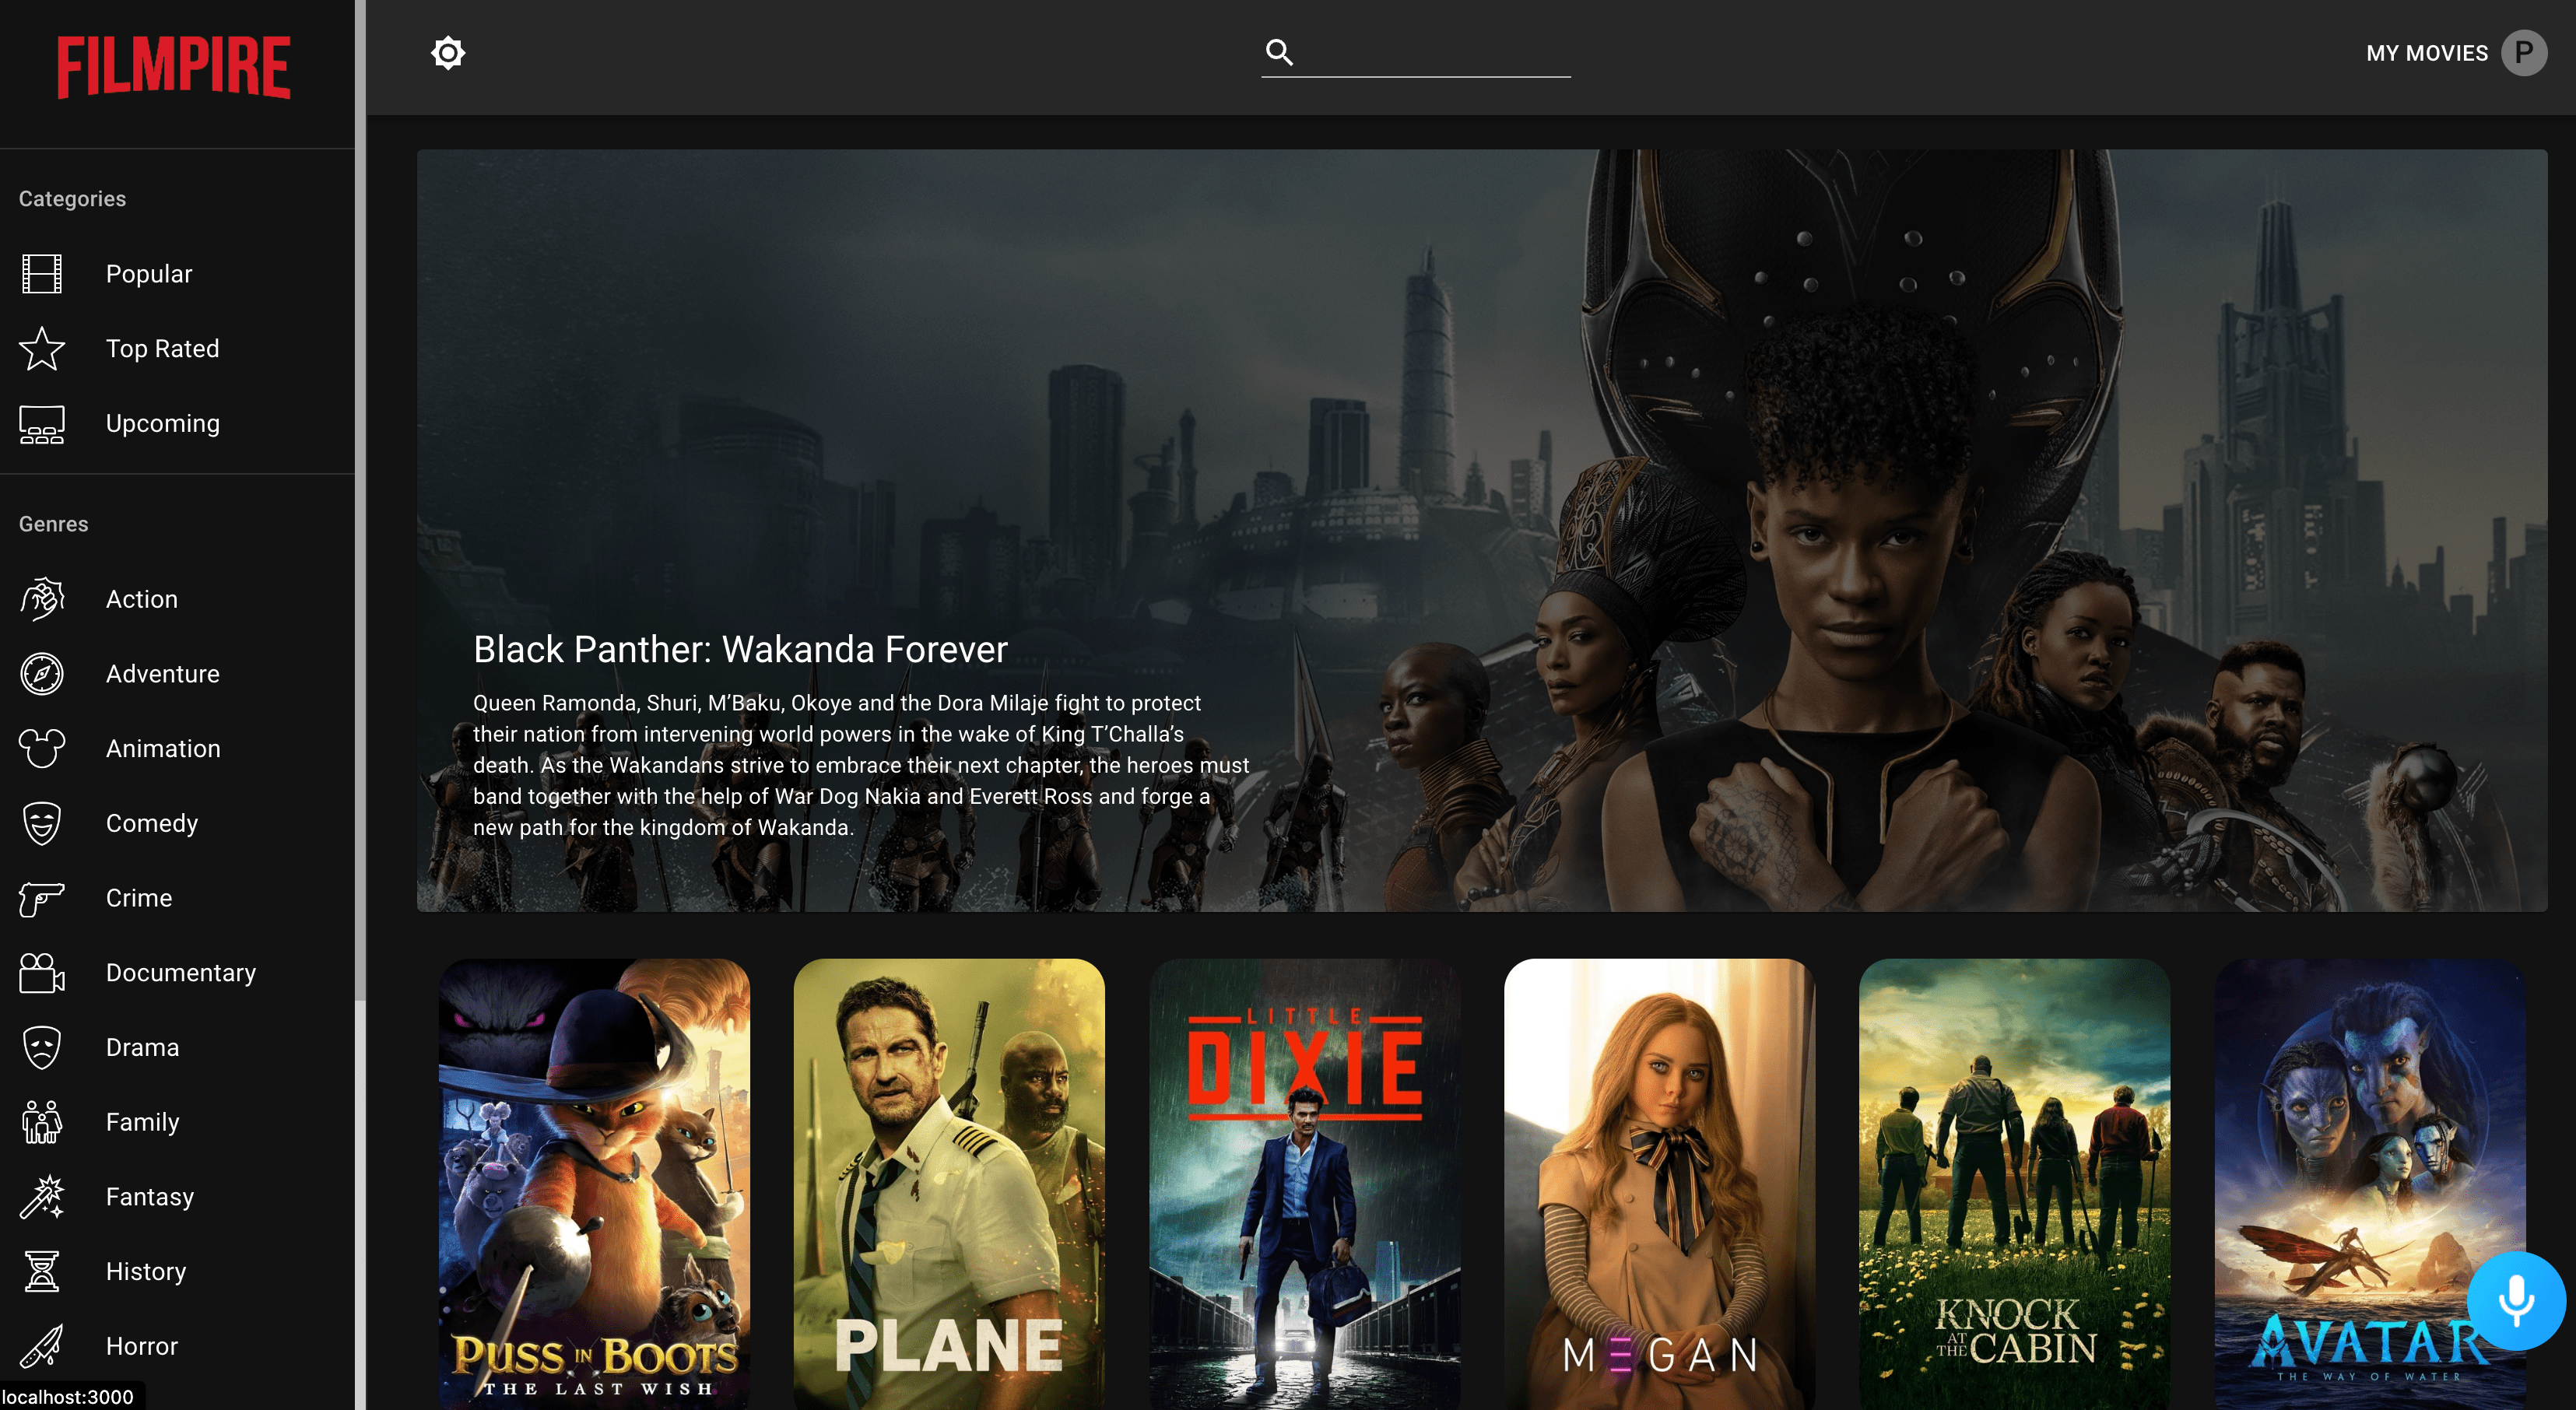 FILMPIRE
MY MOVIES
P
Categories
Popular
Top Rated
Upcoming
Genres
Action
Adventure
Animation
Comedy
Crime
Documentary
Drama
Family
Fantasy
History
Horror
localhost:3000
Black Panther: Wakanda Forever
Queen Ramonda, Shuri, M’Baku, Okoye and the Dora Milaje fight to protect
their nation from intervening world powers in the wake of King T’Challa’s
death. As the Wakandans strive to embrace their next chapter, the heroes must
band together with the help of War Dog Nakia and Everett Ross and forge a
new path for the kingdom of Wakanda.
PUSS IN BOOTS
THE LAST WISH
PLANE
LITTLE
DIXIE
M∃GAN
KNOCK
AT THE CABIN
AVATAR
THE WAY OF WATER